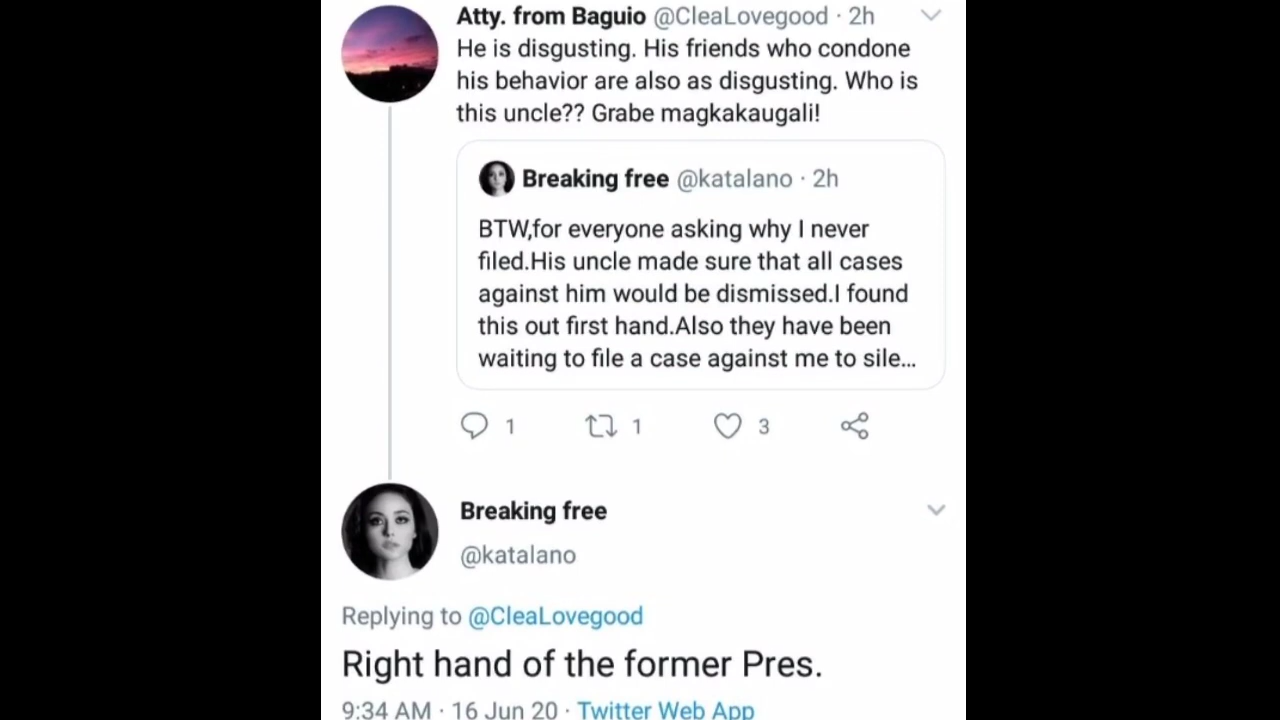 Atty. from Baguio @CleaLovegood · 2h
He is disgusting. His friends who condone
his behavior are also as disgusting. Who is
this uncle?? Grabe magkakaugali!
Breaking free @katalano · 2h
BTW,for everyone asking why I never
filed.His uncle made sure that all cases
against him would be dismissed.I found
this out first hand.Also they have been
waiting to file a case against me to sile...
1 1 3
Breaking free
@katalano
Replying to @CleaLovegood
Right hand of the former Pres.
9:34 AM · 16 Jun 20 · Twitter Web App